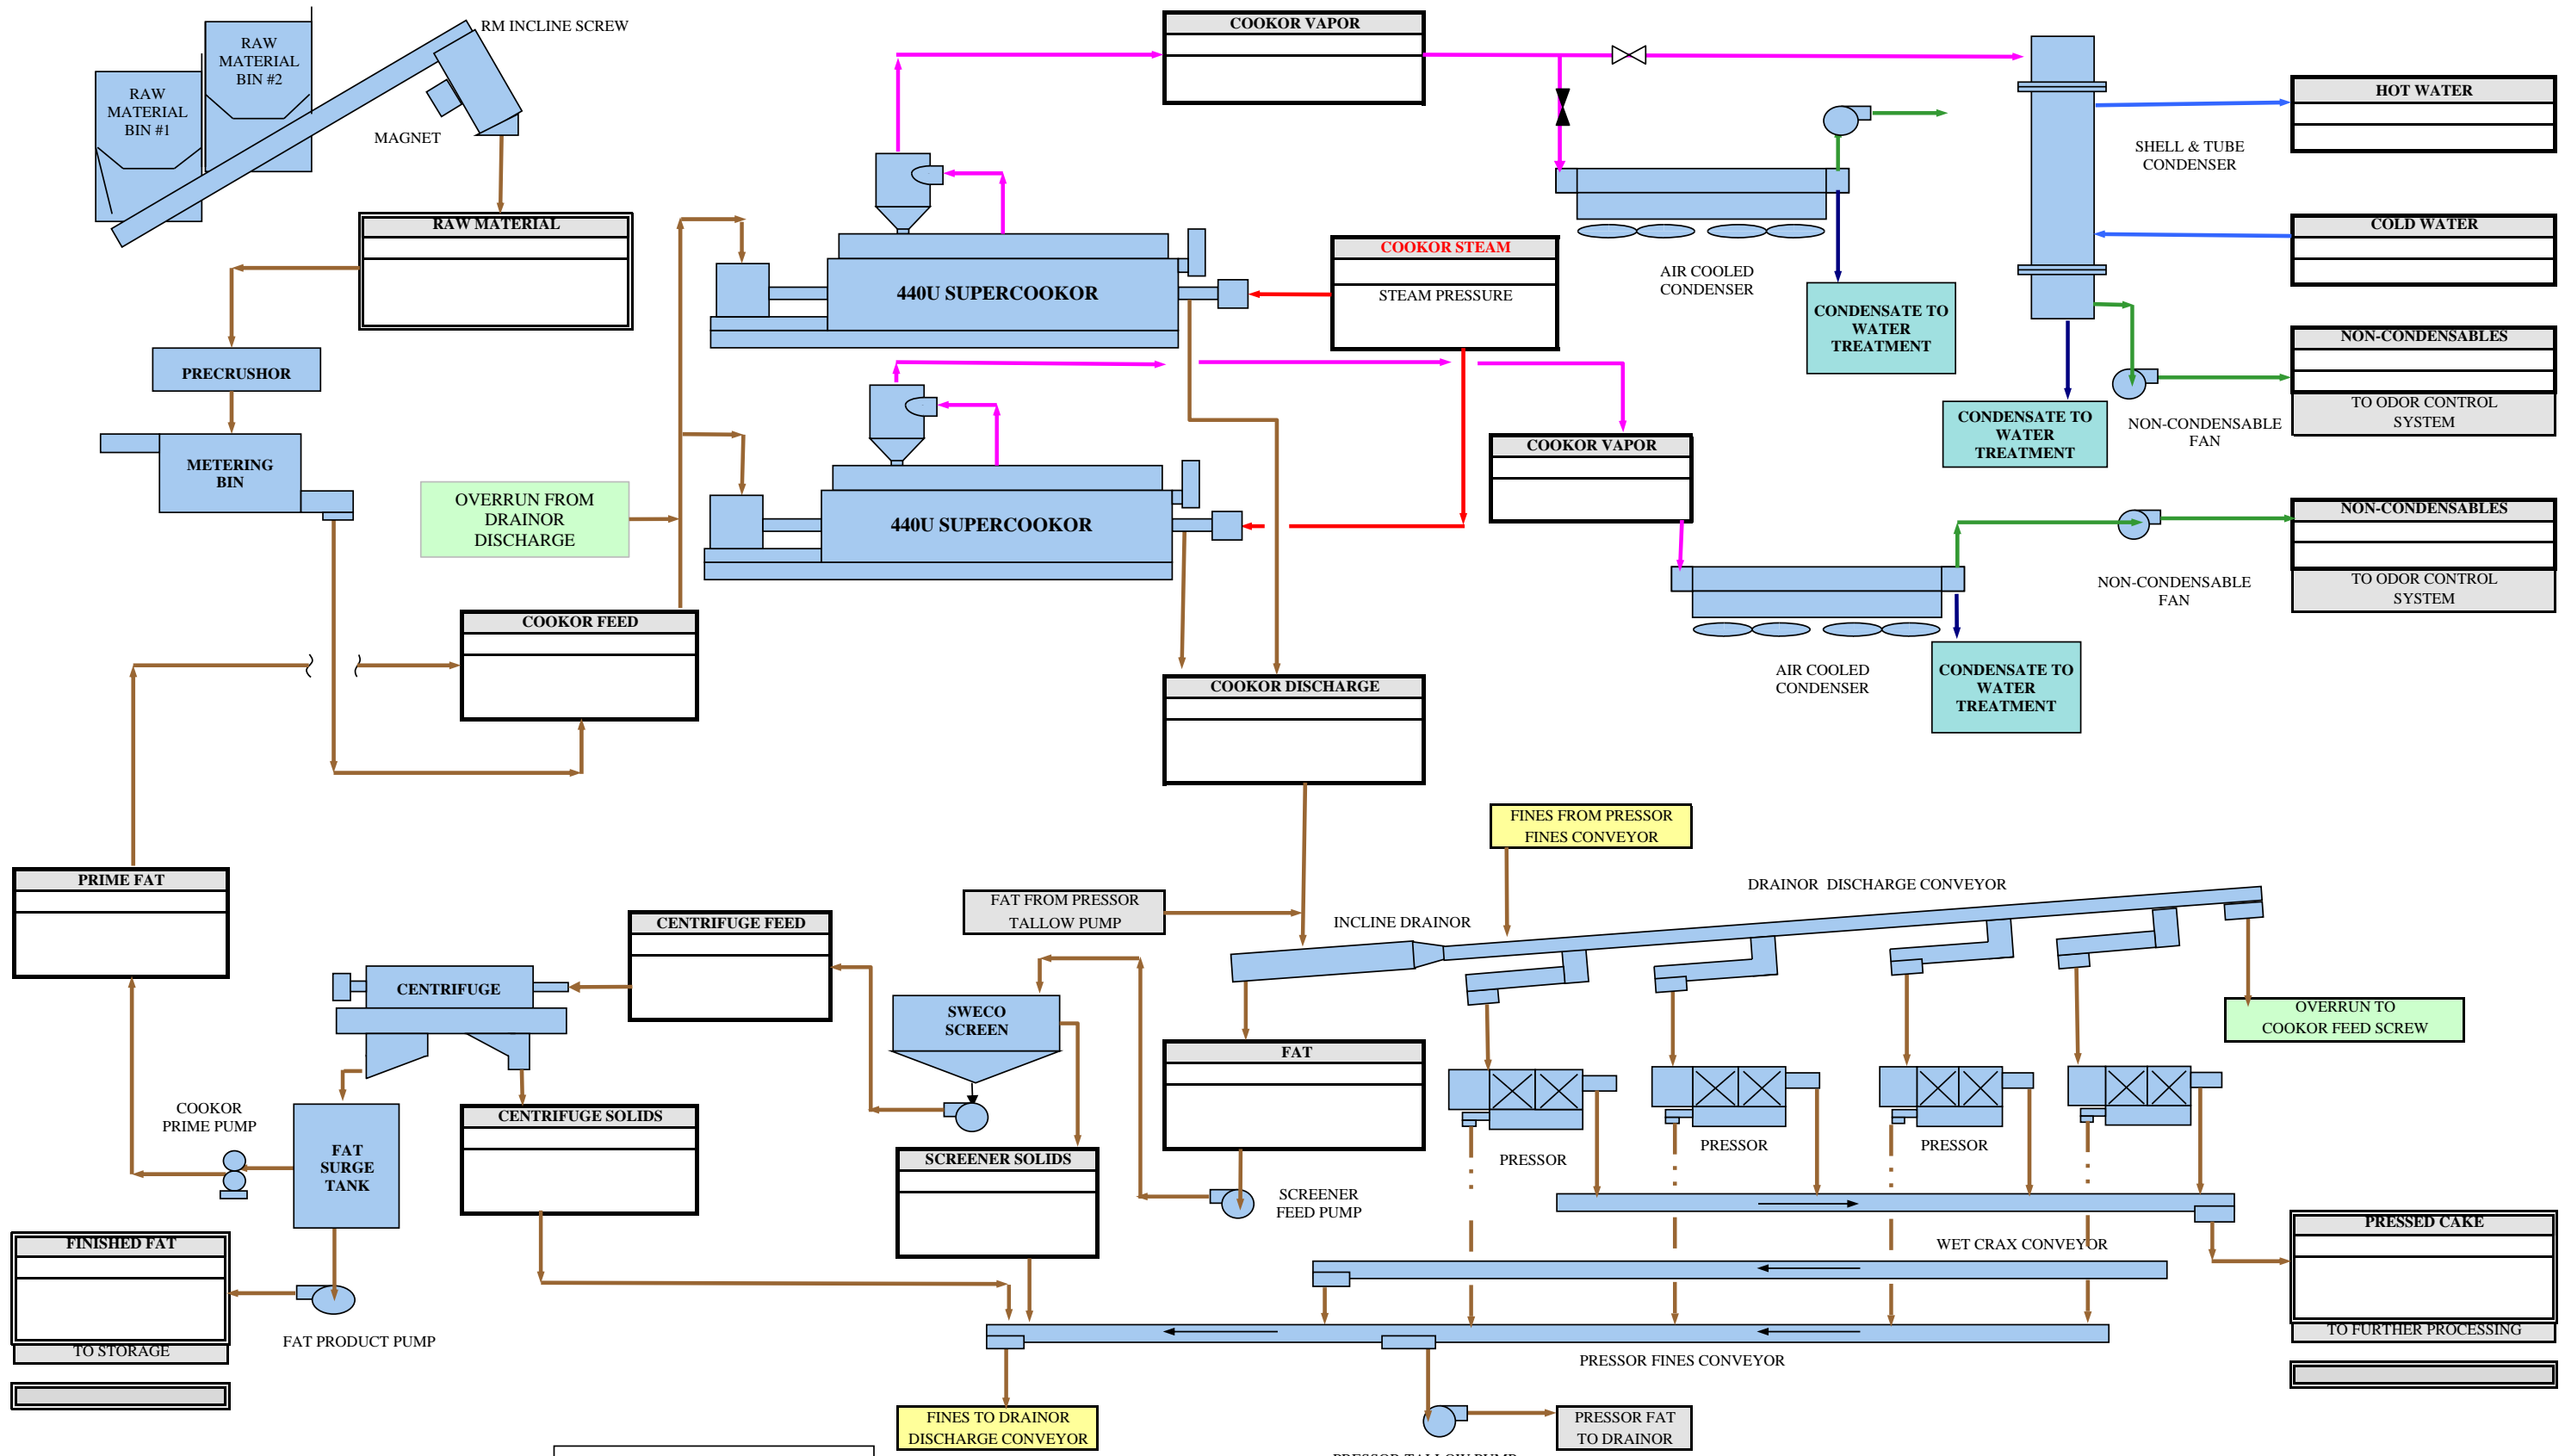 RM INCLINE SCREW
RAW
MATERIAL
BIN #2
RAW
MATERIAL
BIN #1
MAGNET
RAW MATERIAL
PRECRUSHOR
METERING
BIN
OVERRUN FROM
DRAINOR
DISCHARGE
COOKOR FEED
COOKOR VAPOR
440U SUPERCOOKOR
COOKOR STEAM
STEAM PRESSURE
440U SUPERCOOKOR
COOKOR VAPOR
AIR COOLED
CONDENSER
CONDENSATE TO
WATER
TREATMENT
SHELL & TUBE
CONDENSER
HOT WATER
COLD WATER
NON-CONDENSABLES
TO ODOR CONTROL
SYSTEM
NON-CONDENSABLE
FAN
CONDENSATE TO
WATER
TREATMENT
NON-CONDENSABLES
TO ODOR CONTROL
SYSTEM
NON-CONDENSABLE
FAN
AIR COOLED
CONDENSER
CONDENSATE TO
WATER
TREATMENT
COOKOR DISCHARGE
FINES FROM PRESSOR
FINES CONVEYOR
DRAINOR  DISCHARGE CONVEYOR
FAT FROM PRESSOR
TALLOW PUMP
INCLINE DRAINOR
PRIME FAT
CENTRIFUGE FEED
CENTRIFUGE
SWECO
SCREEN
FAT
OVERRUN TO
COOKOR FEED SCREW
COOKOR
PRIME PUMP
FAT
SURGE
TANK
CENTRIFUGE SOLIDS
SCREENER SOLIDS
SCREENER
FEED PUMP
PRESSOR
PRESSOR
PRESSOR
FINISHED FAT
TO STORAGE
FAT PRODUCT PUMP
WET CRAX CONVEYOR
PRESSED CAKE
TO FURTHER PROCESSING
PRESSOR FINES CONVEYOR
FINES TO DRAINOR
DISCHARGE CONVEYOR
PRESSOR FAT
TO DRAINOR
PRESSOR TALLOW PUMP